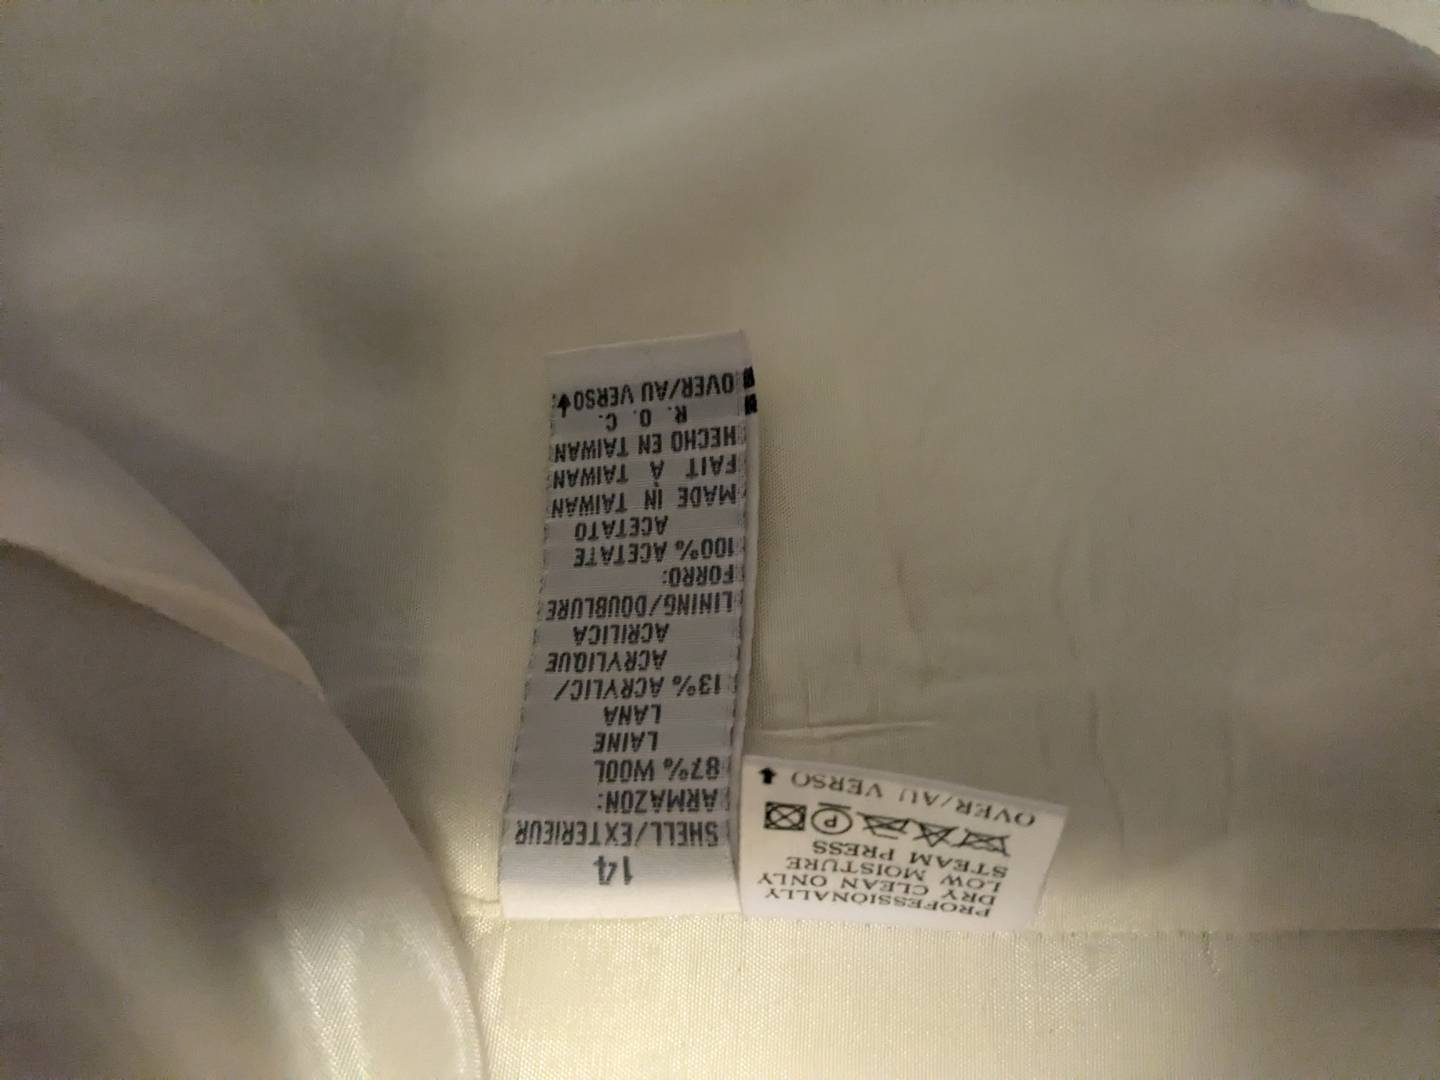 14
SHELL/EXTERIEUR
ARMAZON:
87% WOOL
LAINE
LANA
13% ACRYLIC/
ACRYLIQUE
ACRILICA
LINING/DOUBLURE
FORRO:
100% ACETATE
ACETATO
MADE IN TAIWAN
FAIT À TAIWAN
HECHO EN TAIWAN
R. O. C.
OVER/AU VERSO
PROFESSIONALLY
DRY CLEAN ONLY
LOW MOISTURE
STEAM PRESS
P
OVER/AU VERSO